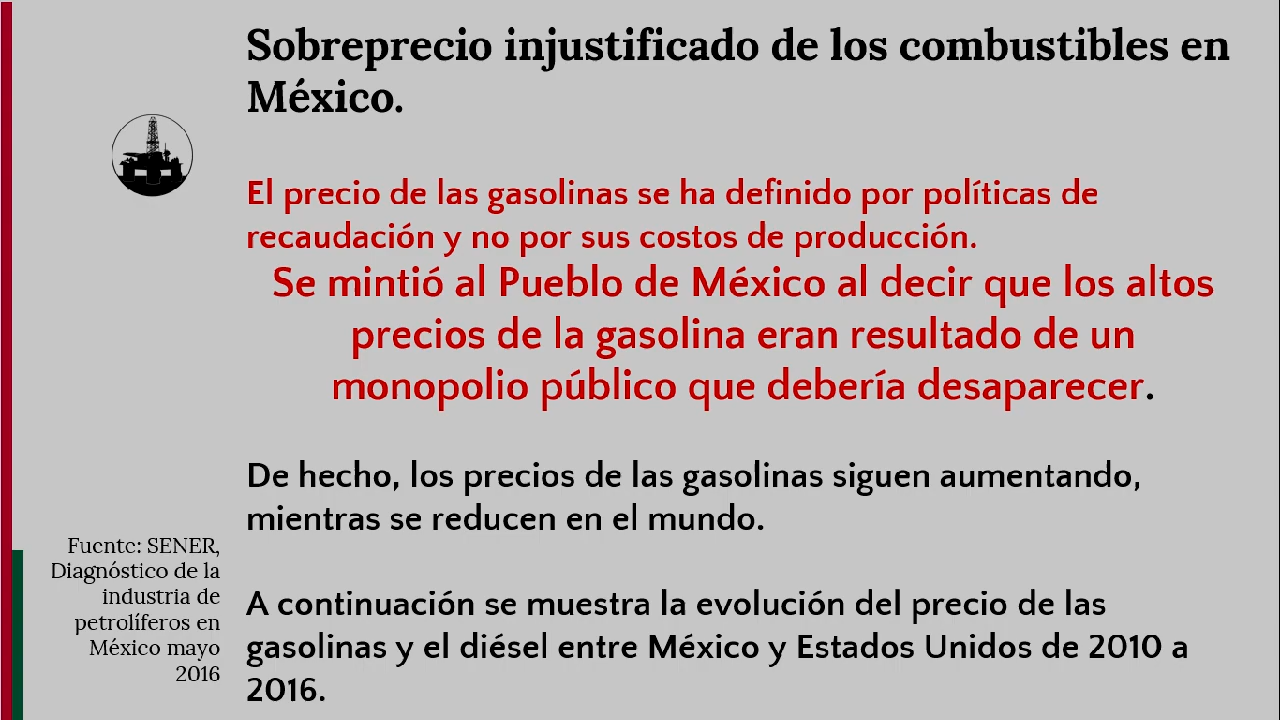 Sobreprecio injustificado de los combustibles en
México.
El precio de las gasolinas se ha definido por políticas de
recaudación y no por sus costos de producción.
Se mintió al Pueblo de México al decir que los altos
precios de la gasolina eran resultado de un
monopolio público que debería desaparecer.
De hecho, los precios de las gasolinas siguen aumentando,
mientras se reducen en el mundo.
A continuación se muestra la evolución del precio de las
gasolinas y el diésel entre México y Estados Unidos de 2010 a
2016.
Fuente: SENER,
Diagnóstico de la
industria de
petrolíferos en
México mayo
2016